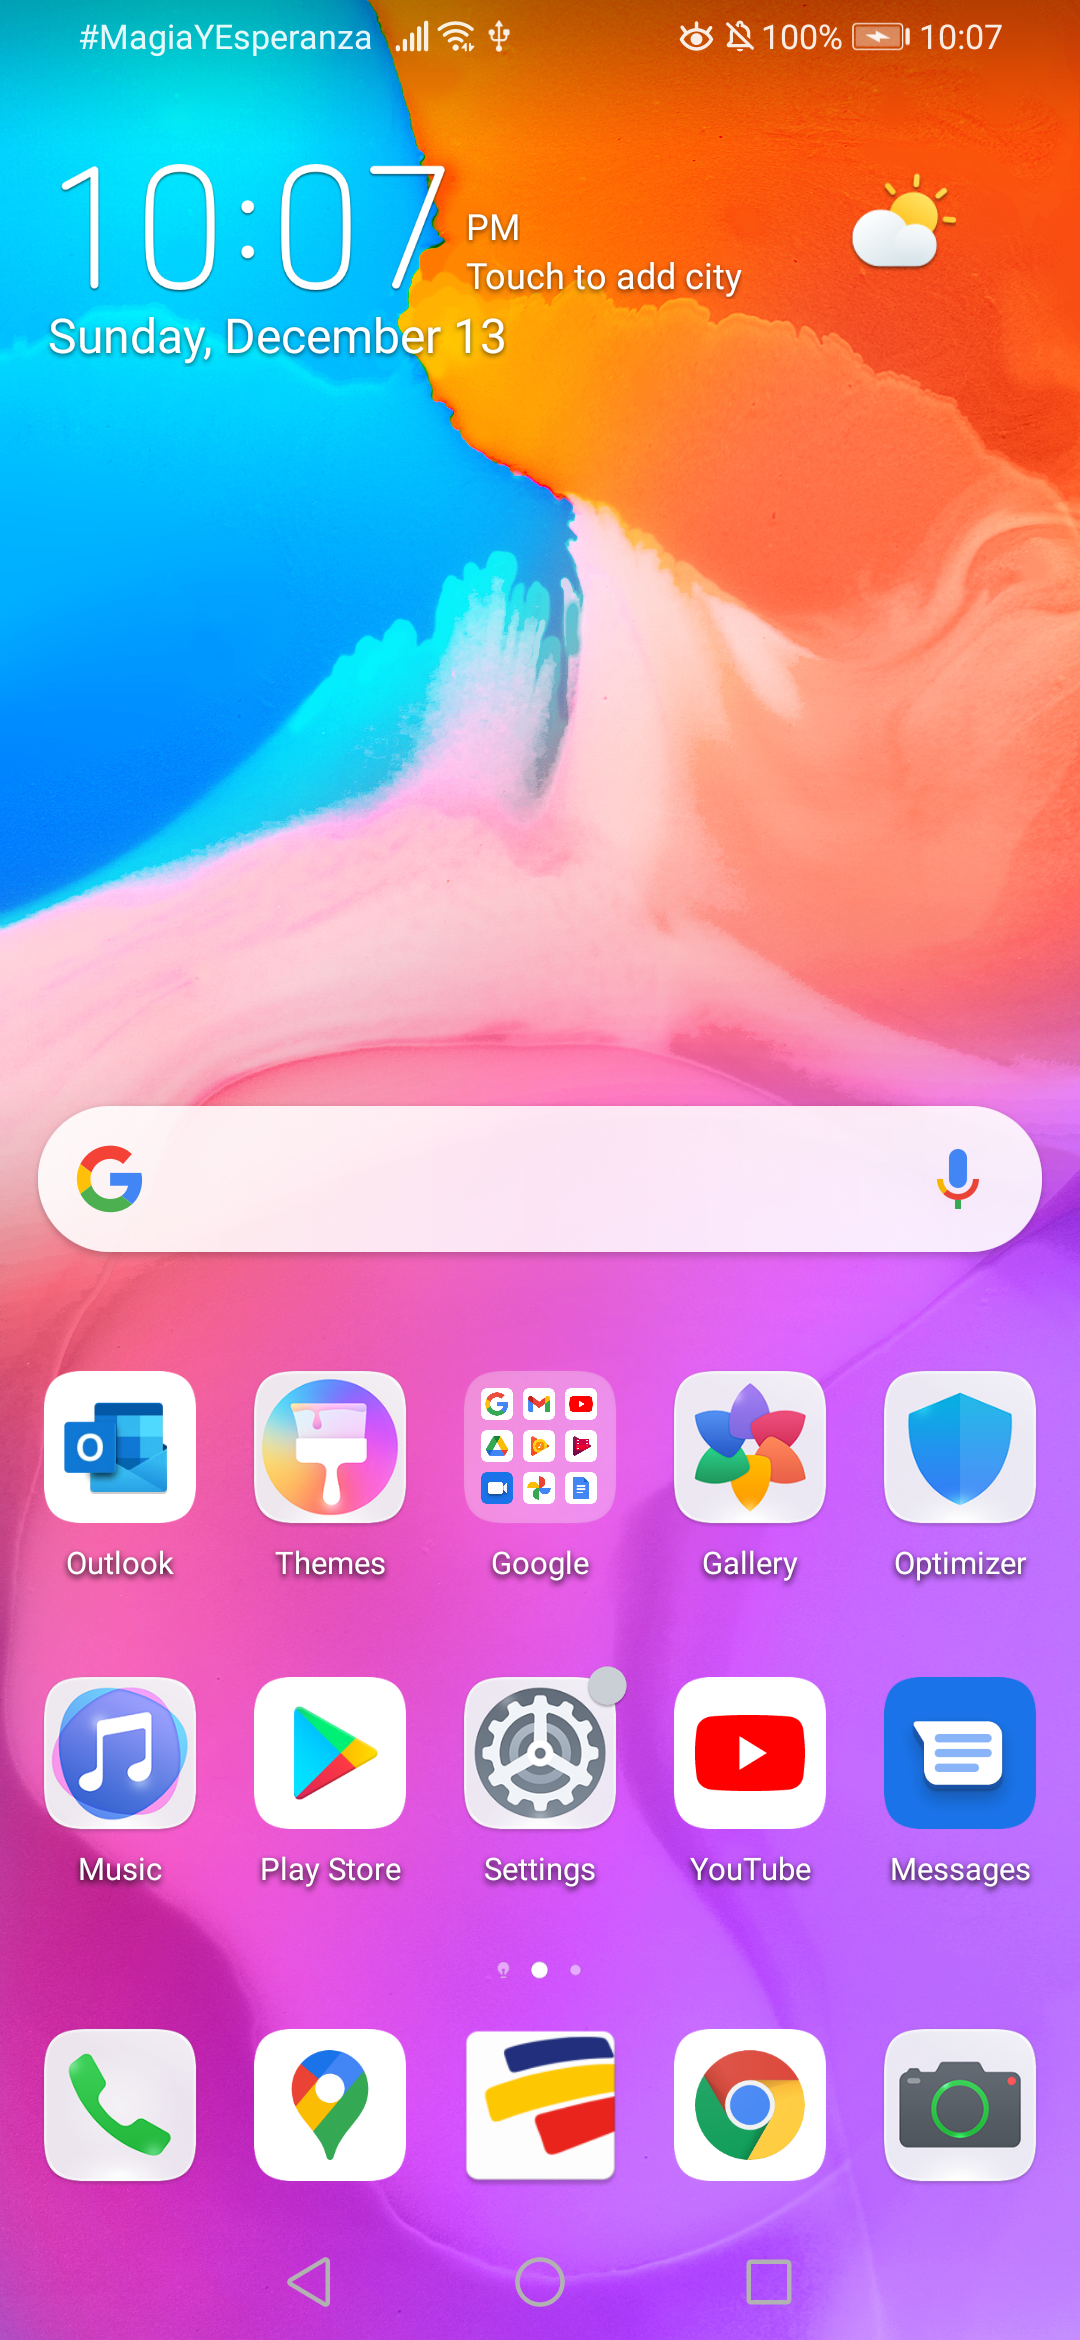 #MagiaYEsperanza 100% 10:07
10:07 PM
Touch to add city
Sunday, December 13
Outlook Themes Google Gallery Optimizer
Music Play Store Settings YouTube Messages